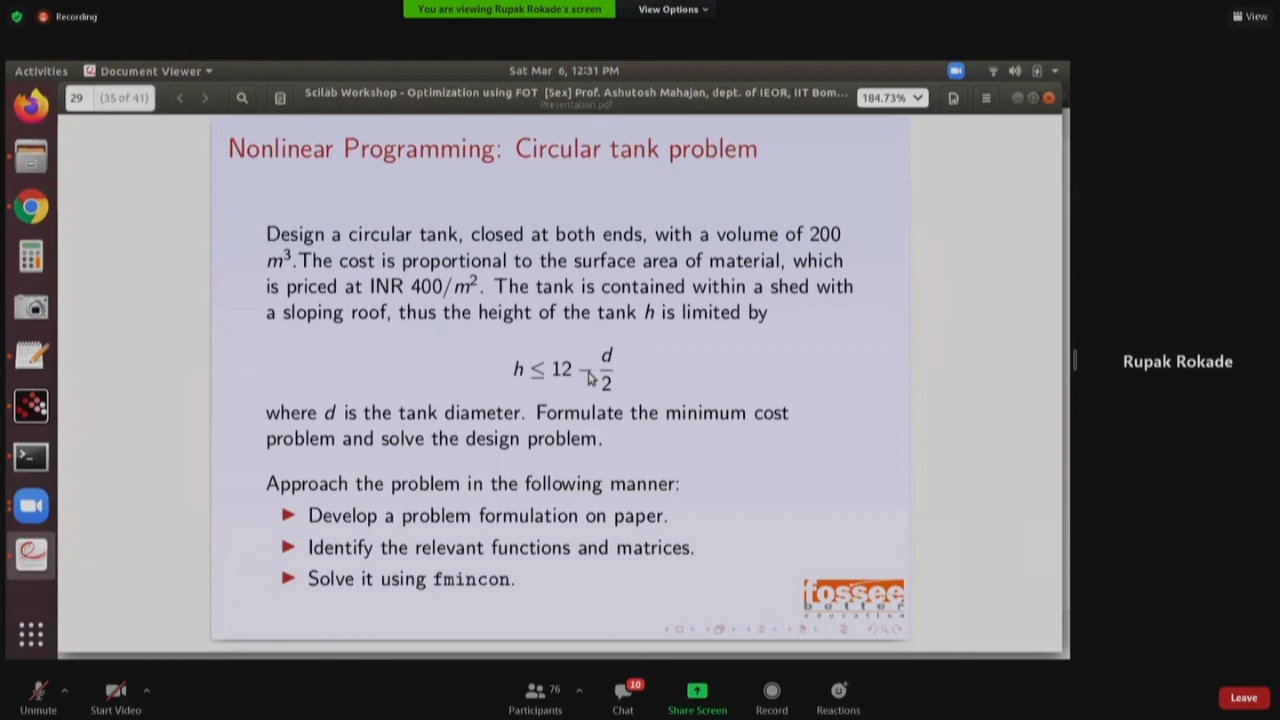 Recording
You are viewing Rupak Rokade's screen
View Options
View
Activities
Document Viewer
Sat Mar 6, 12:31 PM
29
(35 of 41)
Scilab Workshop - Optimization using FOT [Sex] Prof. Ashutosh Mahajan, dept. of IEOR, IIT Bom...
Presentation.pdf
184.73%
Nonlinear Programming: Circular tank problem
Design a circular tank, closed at both ends, with a volume of 200
m³.The cost is proportional to the surface area of material, which
is priced at INR 400/m². The tank is contained within a shed with
a sloping roof, thus the height of the tank h is limited by
h ≤ 12 − d/2
where d is the tank diameter. Formulate the minimum cost
problem and solve the design problem.
Approach the problem in the following manner:
Develop a problem formulation on paper.
Identify the relevant functions and matrices.
Solve it using fmincon.
fossee
better
education
Rupak Rokade
Unmute
Start Video
76
Participants
10
Chat
Share Screen
Record
Reactions
Leave